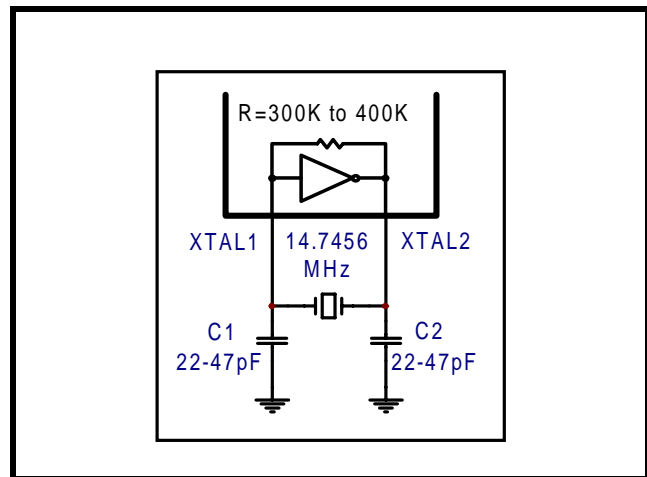 R=300K to 400K
XTAL1 14.7456 XTAL2
MHz
C1 C2
22-47pF 22-47pF